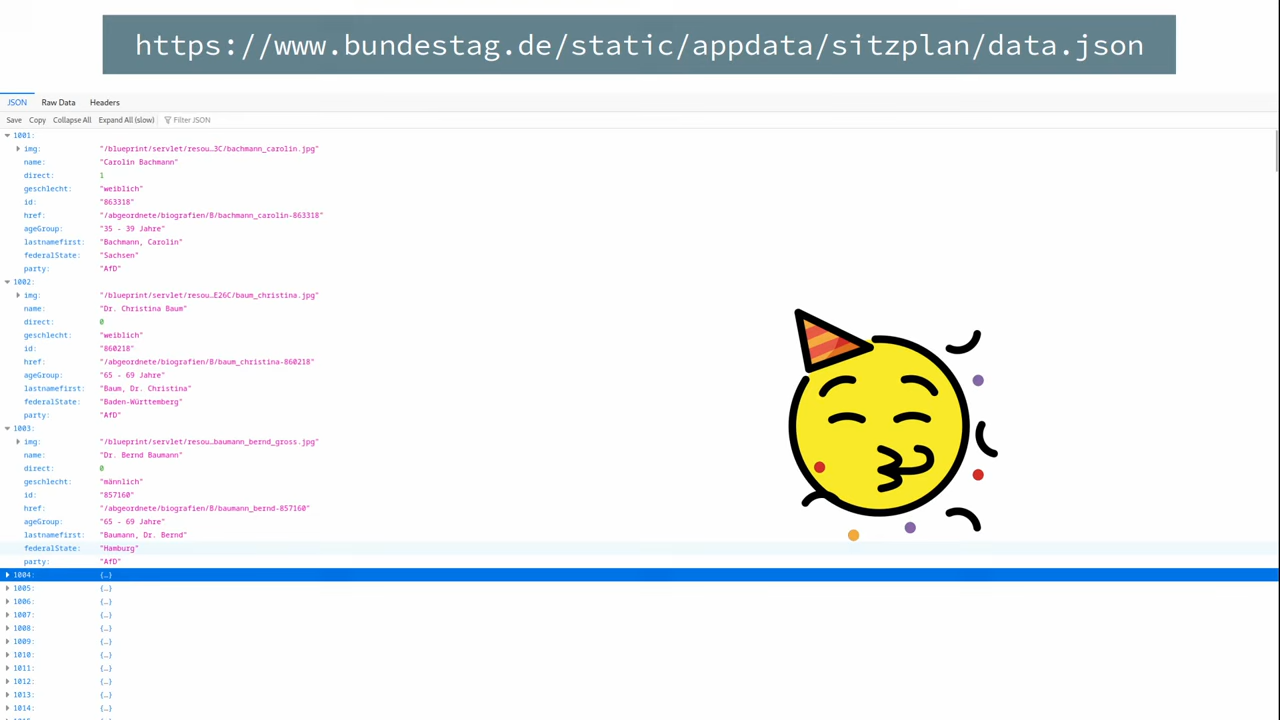 https://www.bundestag.de/static/appdata/sitzplan/data.json
JSON Raw Data Headers
Save Copy Collapse All Expand All (slow) Filter JSON
1001:
img: "/blueprint/servlet/resou…3C/bachmann_carolin.jpg"
name: "Carolin Bachmann"
direct: 1
geschlecht: "weiblich"
id: "863318"
href: "/abgeordnete/biografien/B/bachmann_carolin-863318"
ageGroup: "35 - 39 Jahre"
lastnamefirst: "Bachmann, Carolin"
federalState: "Sachsen"
party: "AfD"
1002:
img: "/blueprint/servlet/resou…E26C/baum_christina.jpg"
name: "Dr. Christina Baum"
direct: 0
geschlecht: "weiblich"
id: "860218"
href: "/abgeordnete/biografien/B/baum_christina-860218"
ageGroup: "65 - 69 Jahre"
lastnamefirst: "Baum, Dr. Christina"
federalState: "Baden-Württemberg"
party: "AfD"
1003:
img: "/blueprint/servlet/resou…baumann_bernd_gross.jpg"
name: "Dr. Bernd Baumann"
direct: 0
geschlecht: "männlich"
id: "857160"
href: "/abgeordnete/biografien/B/baumann_bernd-857160"
ageGroup: "65 - 69 Jahre"
lastnamefirst: "Baumann, Dr. Bernd"
federalState: "Hamburg"
party: "AfD"
1004: {…}
1005: {…}
1006: {…}
1007: {…}
1008: {…}
1009: {…}
1010: {…}
1011: {…}
1012: {…}
1013: {…}
1014: {…}